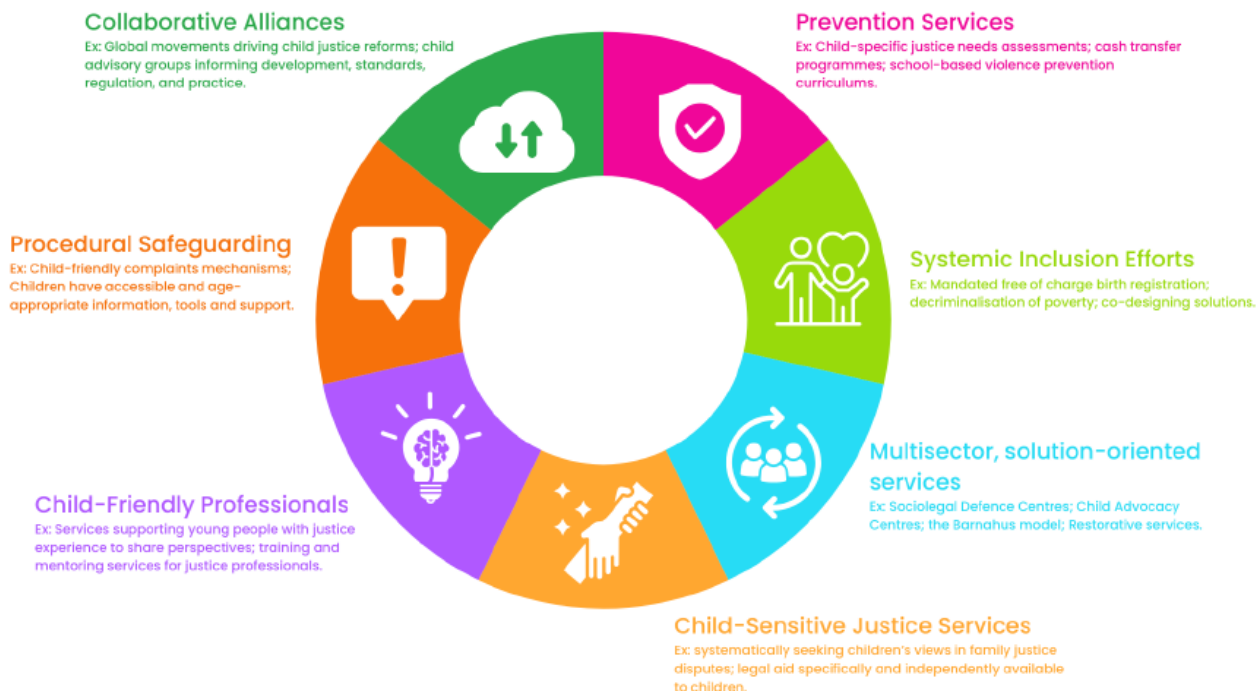 Collaborative Alliances
Ex: Global movements driving child justice reforms; child
advisory groups informing development, standards,
regulation, and practice.
Prevention Services
Ex: Child-specific justice needs assessments; cash transfer
programmes; school-based violence prevention
curriculums.
Procedural Safeguarding
Ex: Child-friendly complaints mechanisms;
Children have accessible and age-
appropriate information, tools and support.
Systemic Inclusion Efforts
Ex: Mandated free of charge birth registration;
decriminalisation of poverty; co-designing solutions.
Multisector, solution-oriented
services
Ex: Sociolegal Defence Centres; Child Advocacy
Centres; the Barnahus model; Restorative services.
Child-Friendly Professionals
Ex: Services supporting young people with justice
experience to share perspectives; training and
mentoring services for justice professionals.
Child-Sensitive Justice Services
Ex: systematically seeking children's views in family justice
disputes; legal aid specifically and independently available
to children.